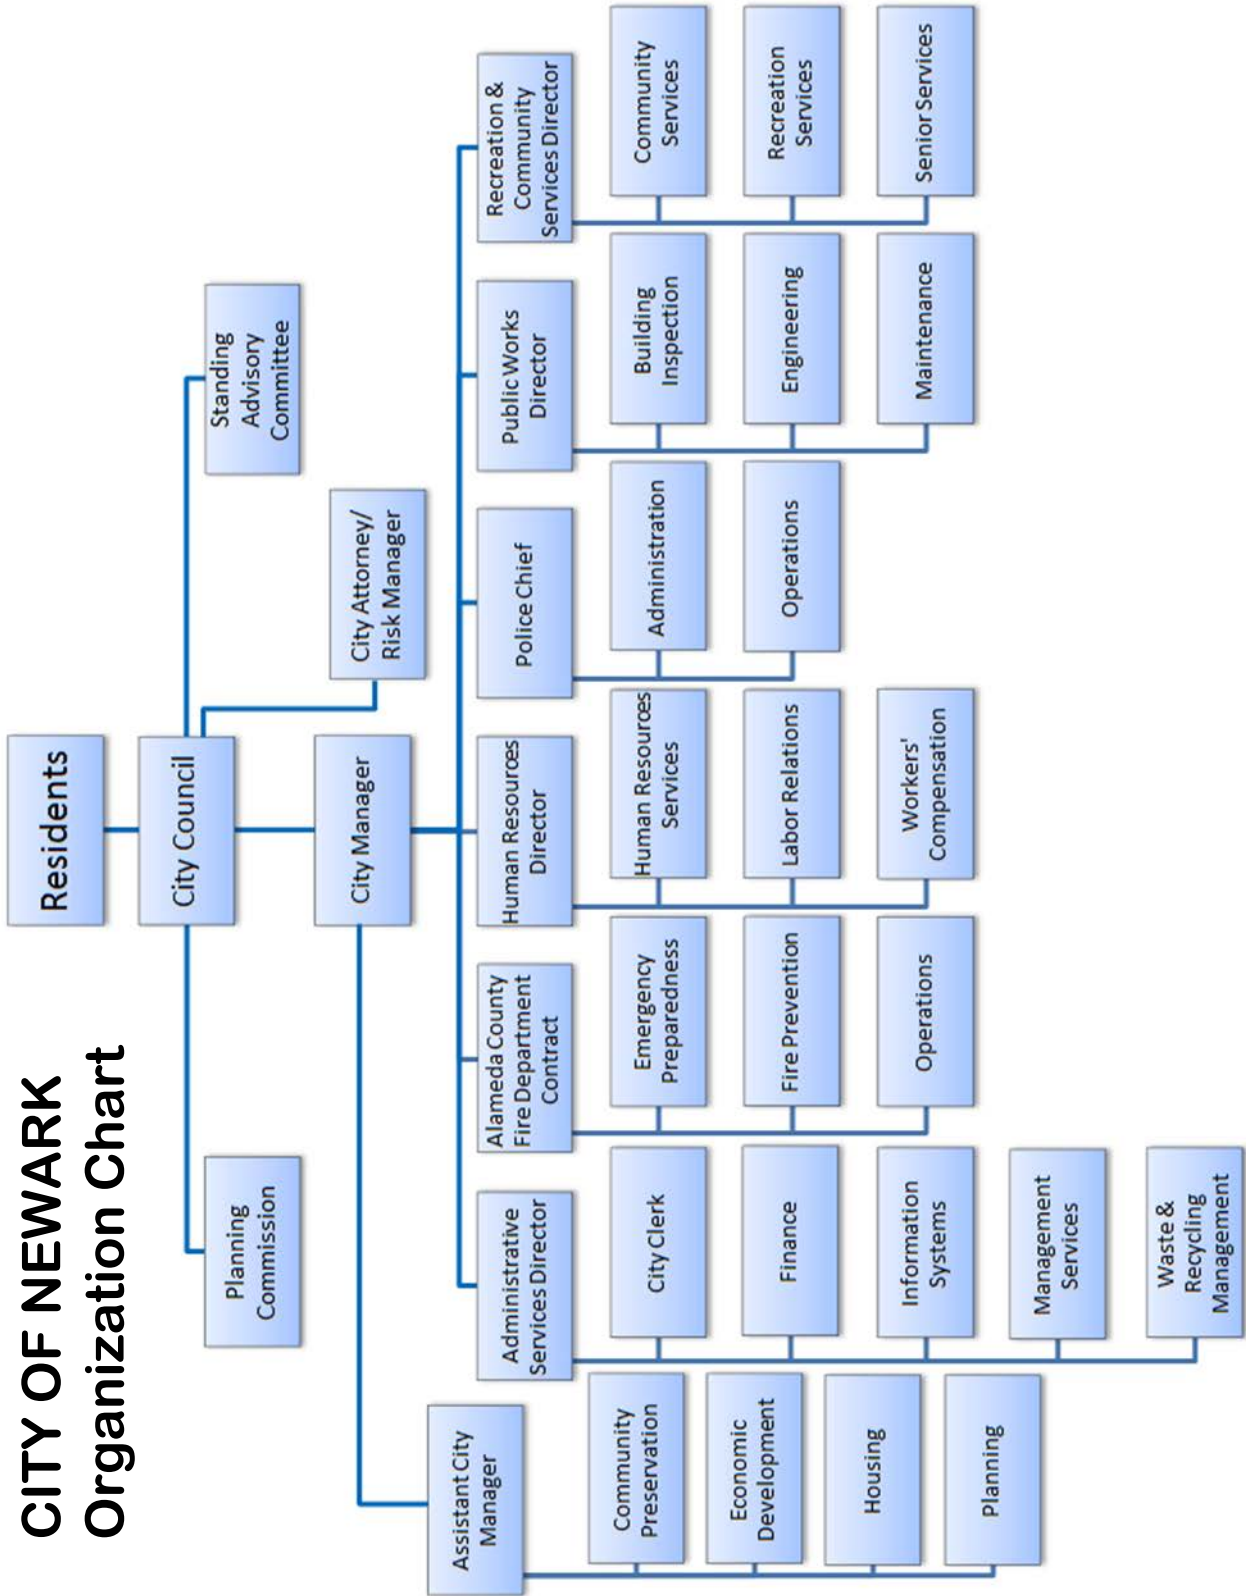 CITY OF NEWARK
Organization Chart
Residents
City Council
Planning
Commission
Standing
Advisory
Committee
City Manager
City Attorney/
Risk Manager
Assistant City
Manager
Community
Preservation
Economic
Development
Housing
Planning
Administrative
Services Director
City Clerk
Finance
Information
Systems
Management
Services
Waste &
Recycling
Management
Alameda County
Fire Department
Contract
Emergency
Preparedness
Fire Prevention
Operations
Human Resources
Director
Human Resources
Services
Labor Relations
Workers'
Compensation
Police Chief
Administration
Operations
Public Works
Director
Building
Inspection
Engineering
Maintenance
Recreation &
Community
Services Director
Community
Services
Recreation
Services
Senior Services